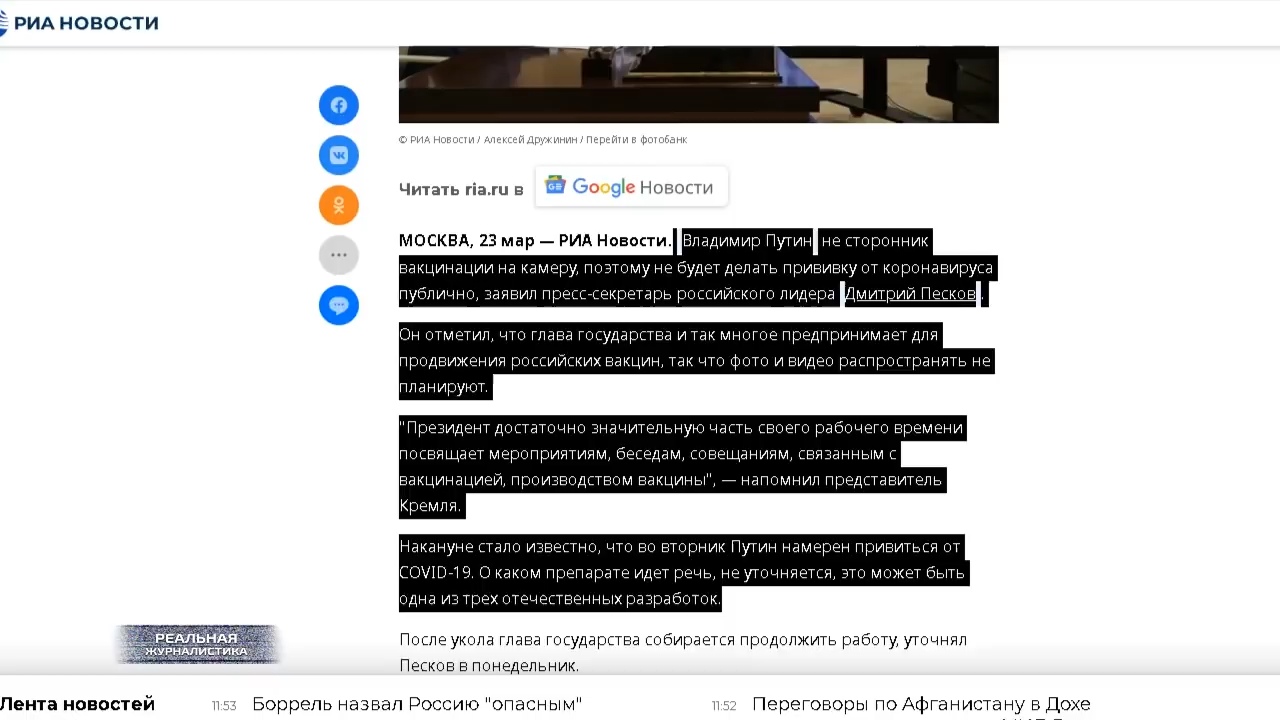 РИА НОВОСТИ
© РИА Новости / Алексей Дружинин / Перейти в фотобанк
Читать ria.ru в Google Новости
МОСКВА, 23 мар — РИА Новости. Владимир Путин не сторонник
вакцинации на камеру, поэтому не будет делать прививку от коронавируса
публично, заявил пресс-секретарь российского лидера Дмитрий Песков.
Он отметил, что глава государства и так многое предпринимает для
продвижения российских вакцин, так что фото и видео распространять не
планируют.
"Президент достаточно значительную часть своего рабочего времени
посвящает мероприятиям, беседам, совещаниям, связанным с
вакцинацией, производством вакцины", — напомнил представитель
Кремля.
Накануне стало известно, что во вторник Путин намерен привиться от
COVID-19. О каком препарате идет речь, не уточняется, это может быть
одна из трех отечественных разработок.
После укола глава государства собирается продолжить работу, уточнял
Песков в понедельник.
РЕАЛЬНАЯ
ЖУРНАЛИСТИКА
Лента новостей 11:53 Боррель назвал Россию "опасным" 11:52 Переговоры по Афганистану в Дохе